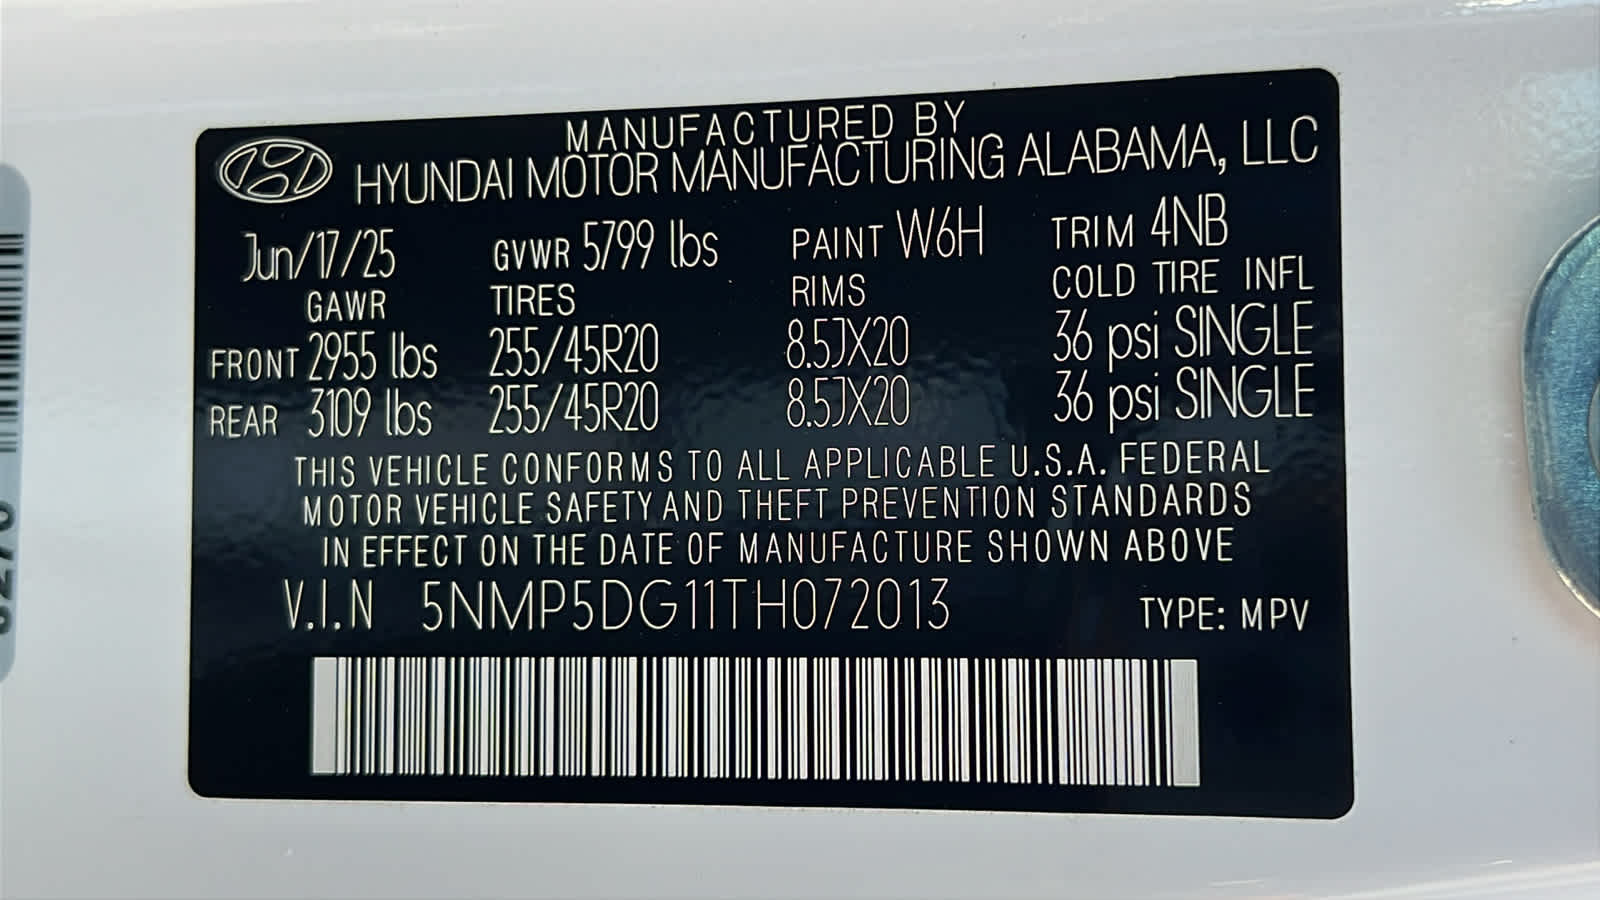 MANUFACTURED BY
HYUNDAI MOTOR MANUFACTURING ALABAMA, LLC
Jun/17/25 GVWR 5799 lbs PAINT W6H TRIM 4NB
GAWR TIRES RIMS COLD TIRE INFL
FRONT 2955 lbs 255/45R20 8.5JX20 36 psi SINGLE
REAR 3109 lbs 255/45R20 8.5JX20 36 psi SINGLE
THIS VEHICLE CONFORMS TO ALL APPLICABLE U.S.A. FEDERAL
MOTOR VEHICLE SAFETY AND THEFT PREVENTION STANDARDS
IN EFFECT ON THE DATE OF MANUFACTURE SHOWN ABOVE
V.I.N 5NMP5DG11TH072013 TYPE: MPV